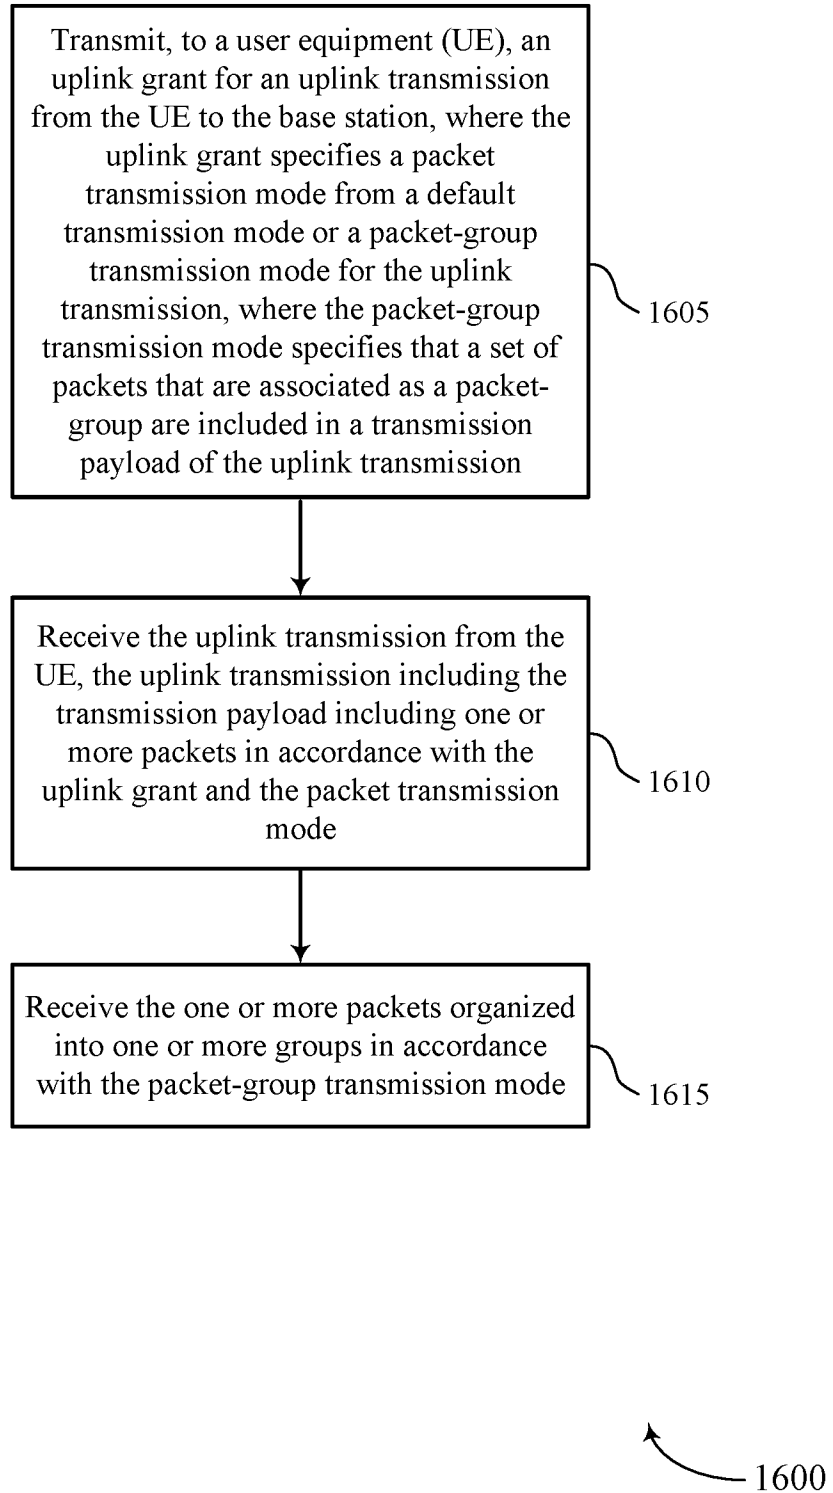 Transmit, to a user equipment (UE), an
uplink grant for an uplink transmission
from the UE to the base station, where the
uplink grant specifies a packet
transmission mode from a default
transmission mode or a packet-group
transmission mode for the uplink
transmission, where the packet-group
transmission mode specifies that a set of
packets that are associated as a packet-
group are included in a transmission
payload of the uplink transmission
1605
Receive the uplink transmission from the
UE, the uplink transmission including the
transmission payload including one or
more packets in accordance with the
uplink grant and the packet transmission
mode
1610
Receive the one or more packets organized
into one or more groups in accordance
with the packet-group transmission mode
1615
1600